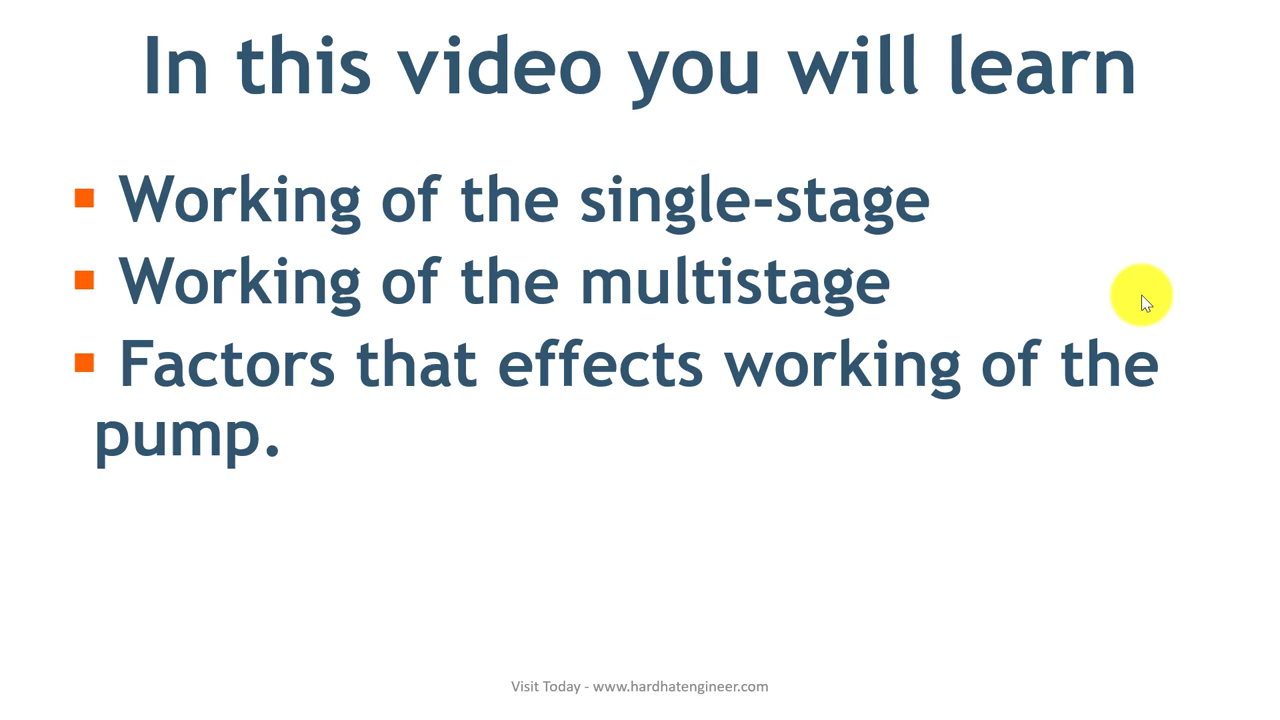 In this video you will learn
Working of the single-stage
Working of the multistage
Factors that effects working of the
pump.
Visit Today - www.hardhatengineer.com